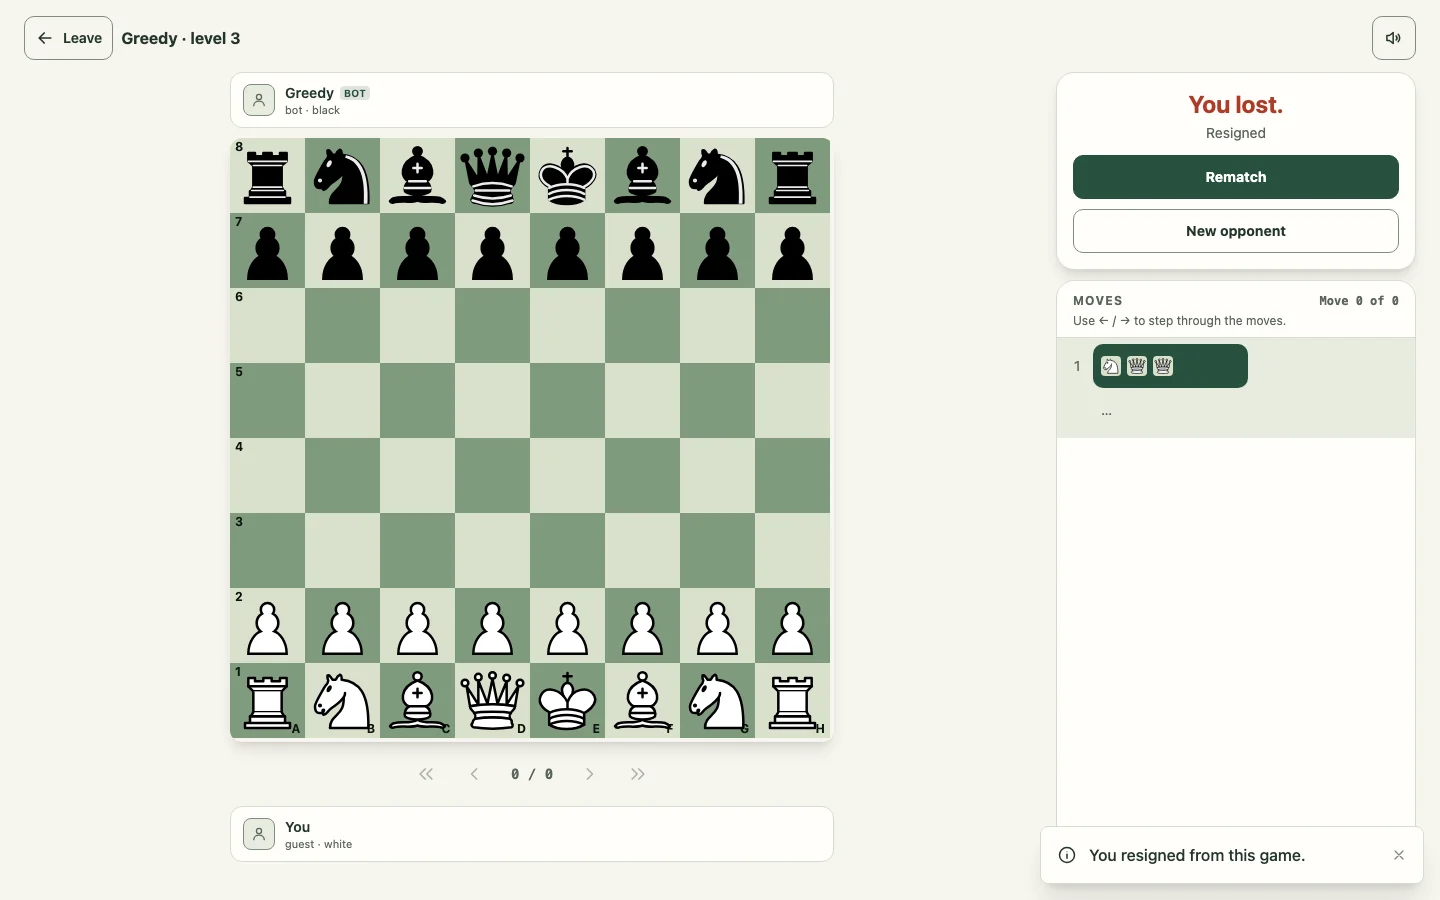 Leave
Greedy · level 3
Greedy BOT
bot · black
8
7
6
5
4
3
2
1
A B C D E F G H
0 / 0
You
guest · white
You lost.
Resigned
Rematch
New opponent
MOVES Move 0 of 0
Use ← / → to step through the moves.
1
...
You resigned from this game.